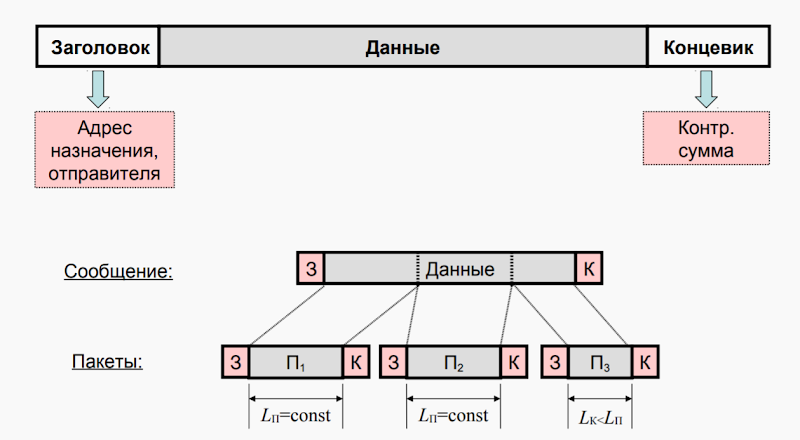 Заголовок Данные Концевик
Адрес
назначения,
отправителя
Контр.
сумма
Сообщение: З Данные К
Пакеты: З П₁ К З П₂ К З П₃ К
Lп=const Lп=const Lк<Lп